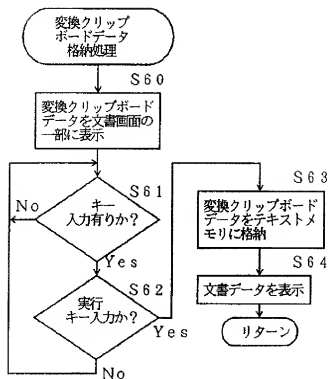 変換クリップ
ボードデータ
格納処理
S60
変換クリップボード
データを文書画面の
一部に表示
S61
キー
入力有りか?
No
Yes
S62
実行
キー入力か?
Yes
No
S63
変換クリップボード
データをテキストメ
モリに格納
S64
文書データを表示
リターン